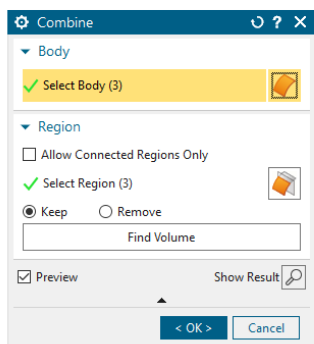 Combine
Body
Select Body (3)
Region
Allow Connected Regions Only
Select Region (3)
Keep Remove
Find Volume
Preview Show Result
< OK > Cancel